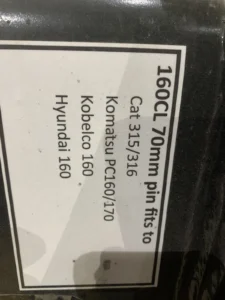 160CL 70mm pin fits to
Cat 315/316
Komatsu PC160/170
Kobelco 160
Hyundai 160